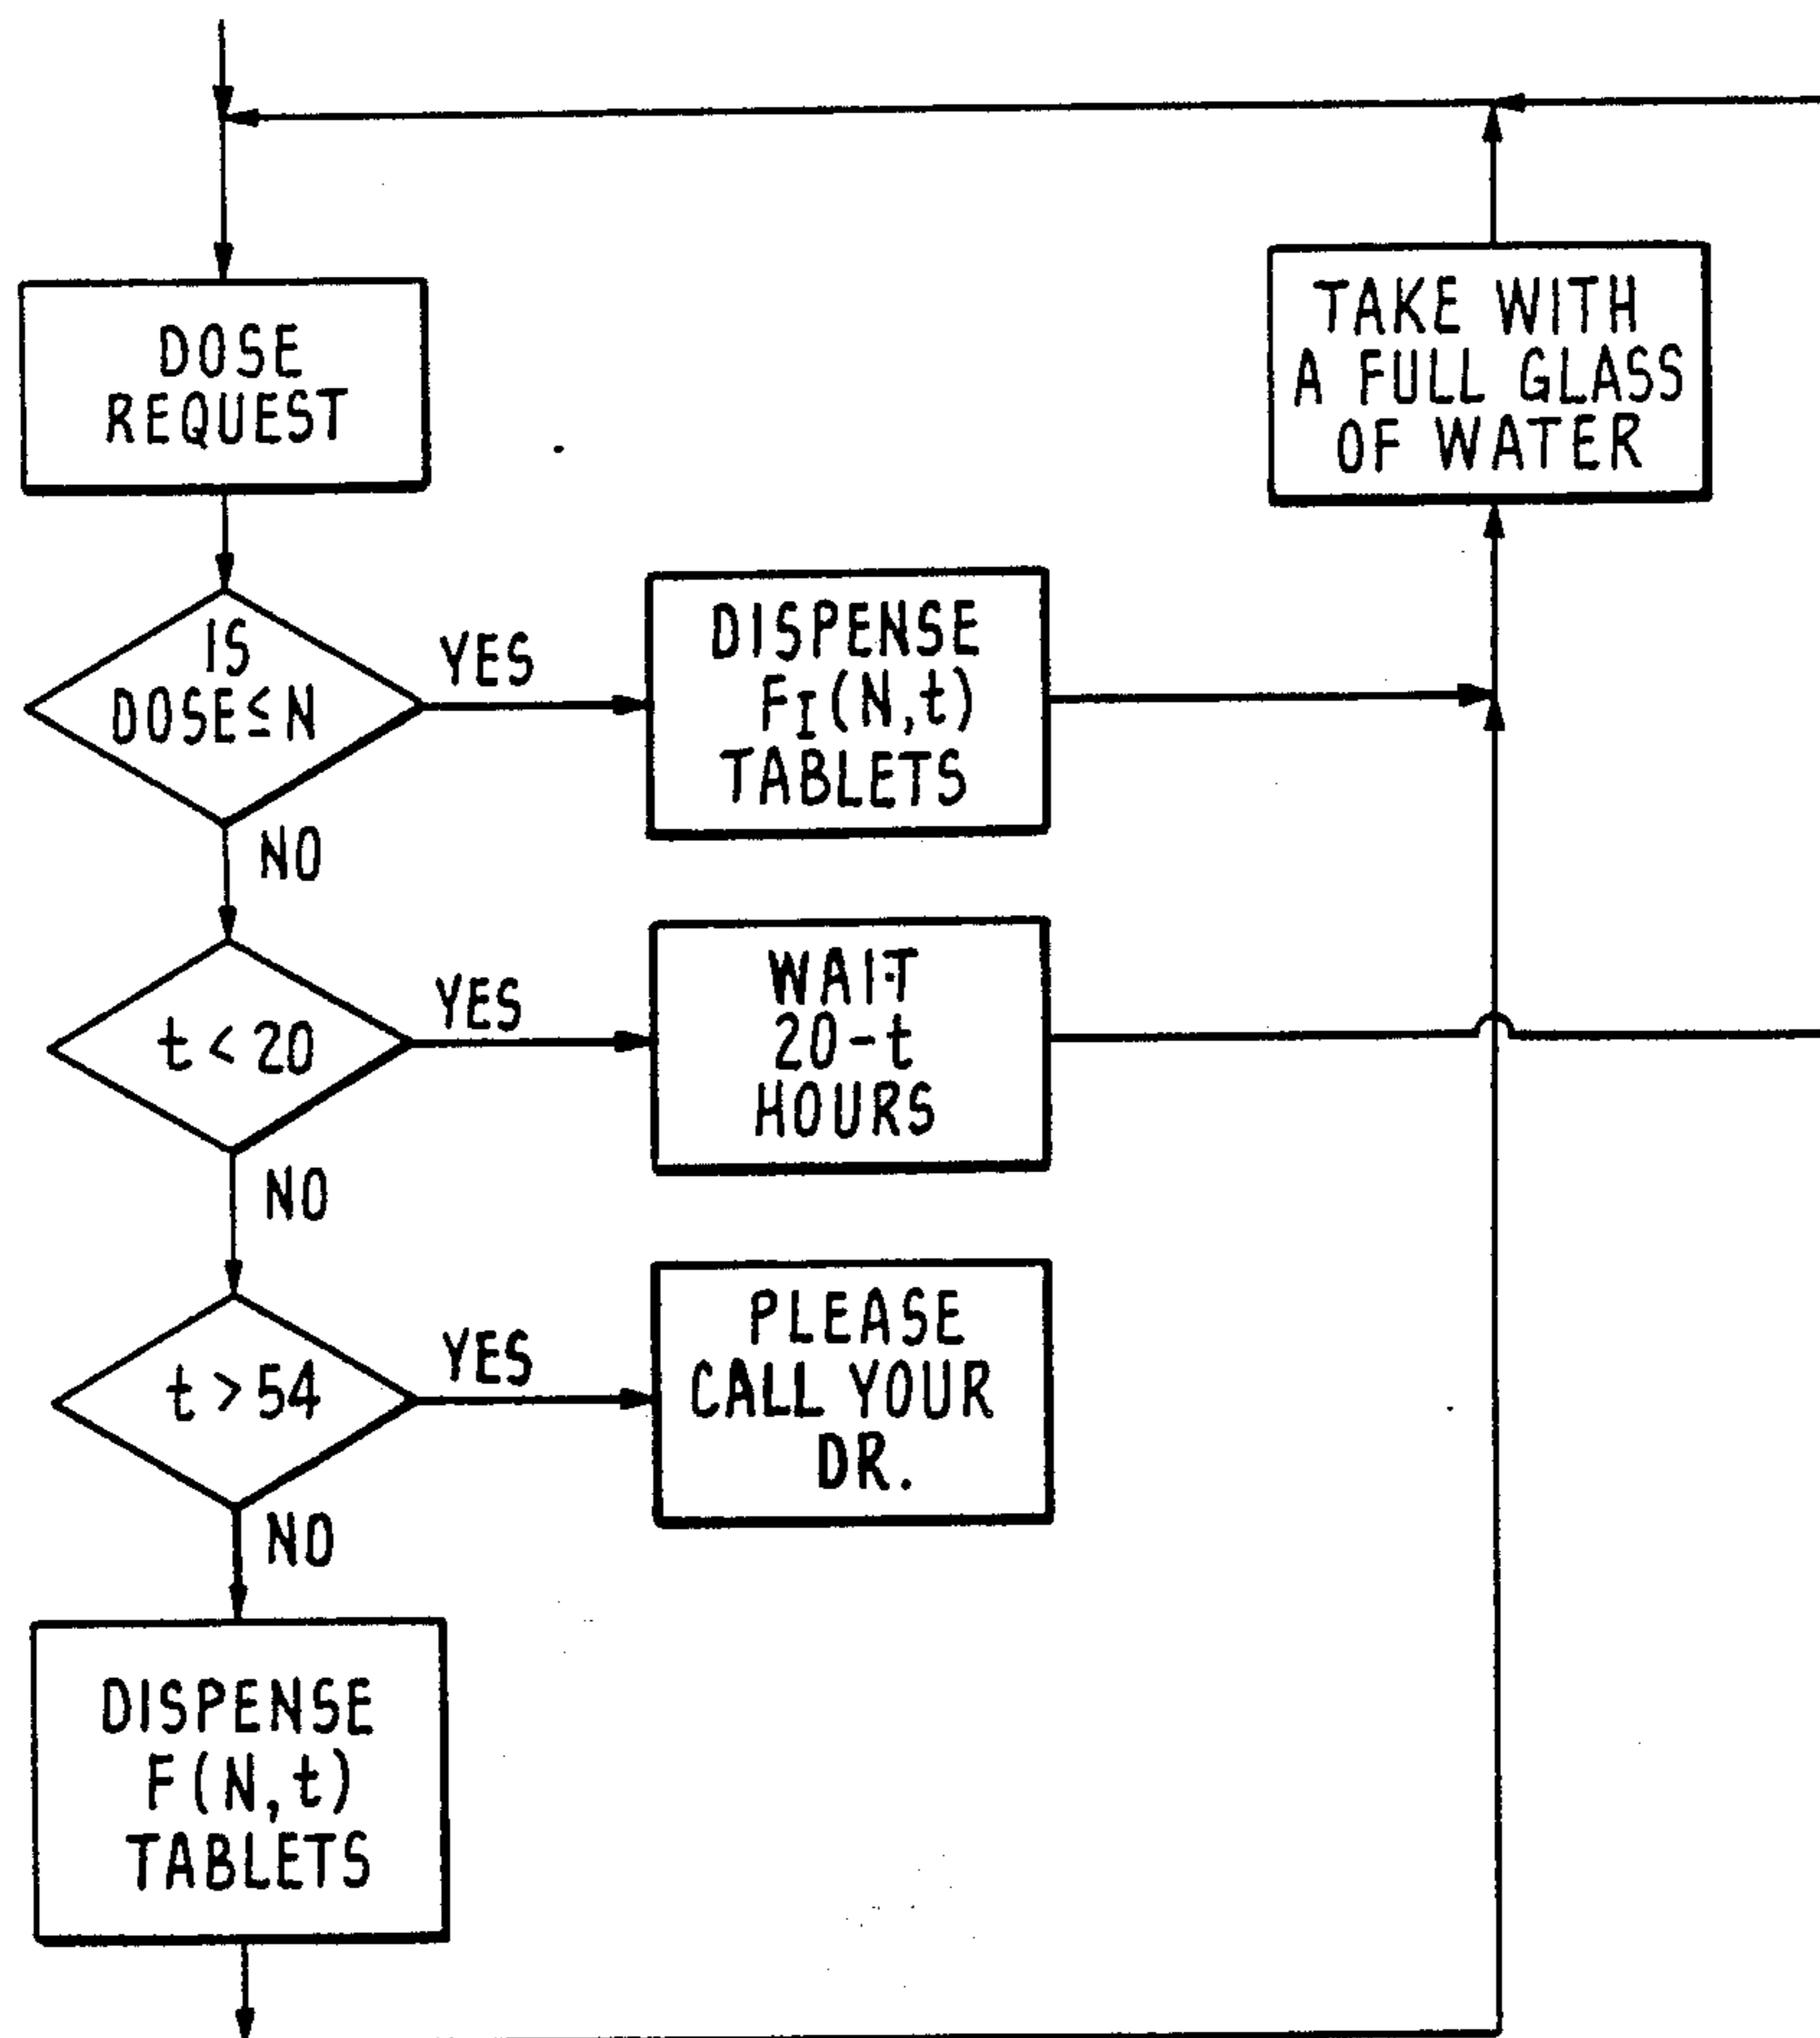 DOSE
REQUEST
TAKE WITH
A FULL GLASS
OF WATER
IS
DOSE≤N
YES
DISPENSE
F_I(N,t)
TABLETS
NO
t<20
YES
WAIT
20-t
HOURS
NO
t>54
YES
PLEASE
CALL YOUR
DR.
NO
DISPENSE
F(N,t)
TABLETS